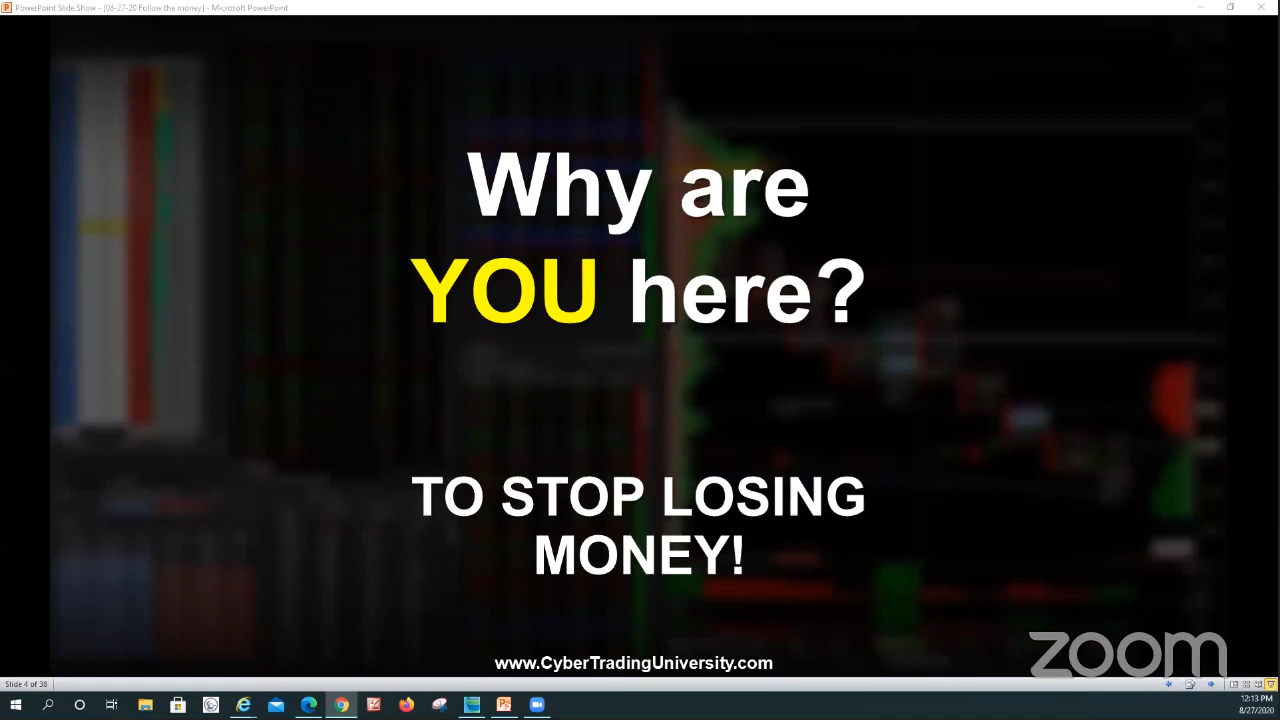 PowerPoint Slide Show - [08-27-20 Follow the money] - Microsoft PowerPoint
Why are
YOU here?
TO STOP LOSING
MONEY!
www.CyberTradingUniversity.com
zoom
Slide 4 of 38
12:13 PM
8/27/2020